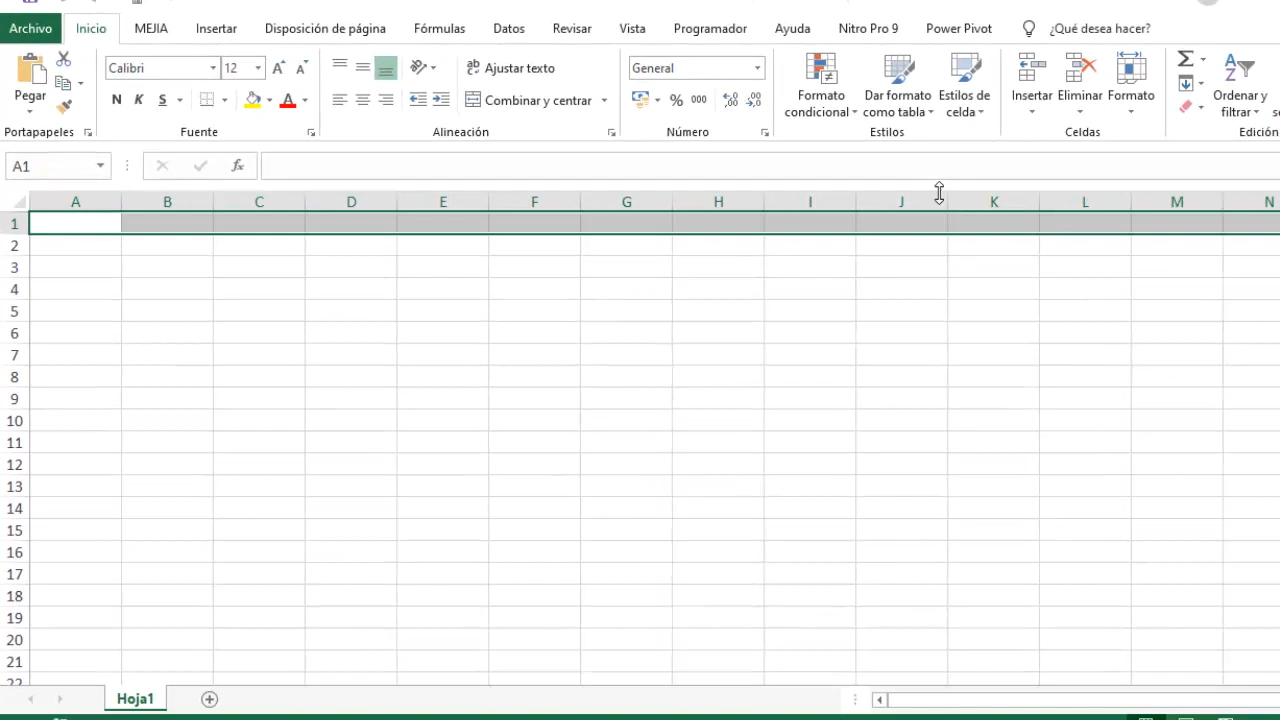 Archivo Inicio MEJIA Insertar Disposición de página Fórmulas Datos Revisar Vista Programador Ayuda Nitro Pro 9 Power Pivot ¿Qué desea hacer?
Pegar
Portapapeles
Calibri 12
N K S A
Fuente
ab Ajustar texto
Combinar y centrar
Alineación
General
% 000
Número
Formato condicional
Dar formato como tabla
Estilos de celda
Estilos
Insertar Eliminar Formato
Celdas
Σ
Ordenar y
filtrar
Edición
A1 fx
A B C D E F G H I J K L M N
1
2
3
4
5
6
7
8
9
10
11
12
13
14
15
16
17
18
19
20
21
22
Hoja1